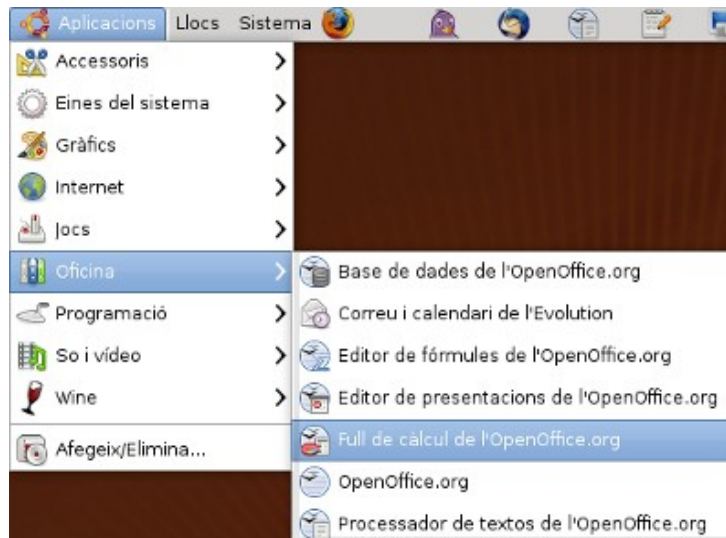 Aplicacions Llocs Sistema
Accessoris
Eines del sistema
Gràfics
Internet
Jocs
Oficina
Programació
So i vídeo
Wine
Afegeix/Elimina...
Base de dades de l'OpenOffice.org
Correu i calendari de l'Evolution
Editor de fórmules de l'OpenOffice.org
Editor de presentacions de l'OpenOffice.org
Full de càlcul de l'OpenOffice.org
OpenOffice.org
Processador de textos de l'OpenOffice.org